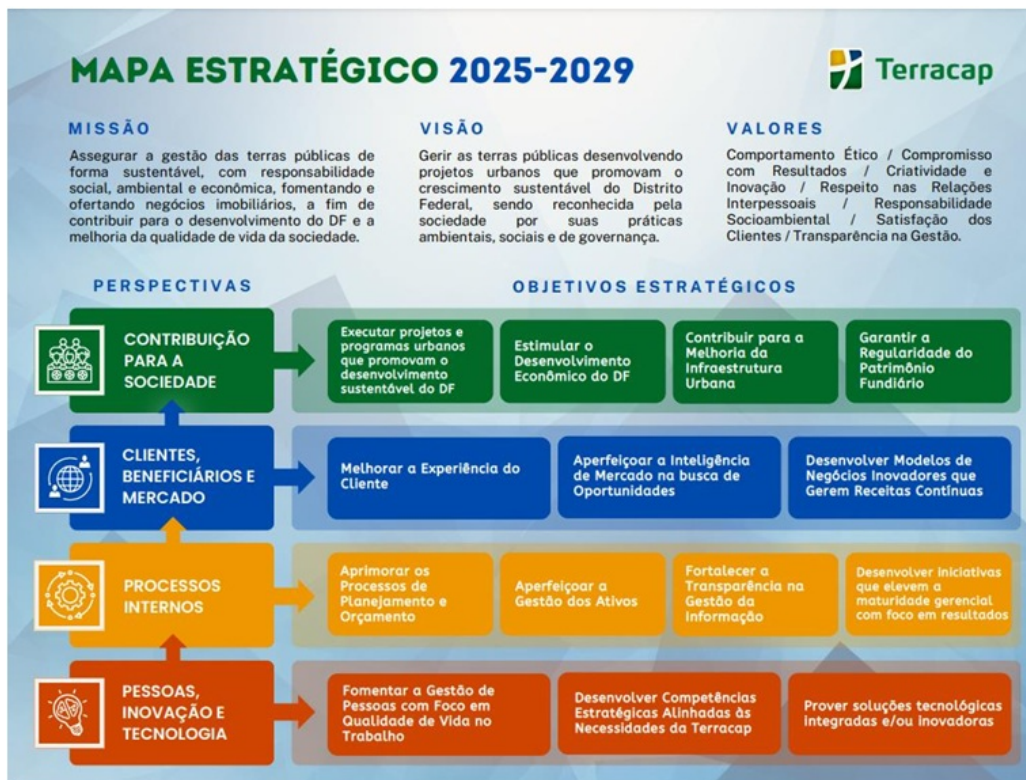 MAPA ESTRATÉGICO 2025-2029
Terracap
MISSÃO
Assegurar a gestão das terras públicas de
forma sustentável, com responsabilidade
social, ambiental e econômica, fomentando e
ofertando negócios imobiliários, a fim de
contribuir para o desenvolvimento do DF e a
melhoria da qualidade de vida da sociedade.
VISÃO
Gerir as terras públicas desenvolvendo
projetos urbanos que promovam o
crescimento sustentável do Distrito
Federal, sendo reconhecida pela
sociedade por suas práticas
ambientais, sociais e de governança.
VALORES
Comportamento Ético / Compromisso
com Resultados / Criatividade e
Inovação / Respeito nas Relações
Interpessoais / Responsabilidade
Socioambiental / Satisfação dos
Clientes / Transparência na Gestão.
PERSPECTIVAS
OBJETIVOS ESTRATÉGICOS
CONTRIBUIÇÃO
PARA A
SOCIEDADE
Executar projetos e
programas urbanos
que promovam o
desenvolvimento
sustentável do DF
Estimular o
Desenvolvimento
Econômico do DF
Contribuir para a
Melhoria da
Infraestrutura
Urbana
Garantir a
Regularidade do
Patrimônio
Fundiário
CLIENTES,
BENEFICIÁRIOS E
MERCADO
Melhorar a Experiência do
Cliente
Aperfeiçoar a Inteligência
de Mercado na busca de
Oportunidades
Desenvolver Modelos de
Negócios Inovadores que
Gerem Receitas Contínuas
PROCESSOS
INTERNOS
Aprimorar os
Processos de
Planejamento e
Orçamento
Aperfeiçoar a
Gestão dos Ativos
Fortalecer a
Transparência na
Gestão da
Informação
Desenvolver iniciativas
que elevem a
maturidade gerencial
com foco em resultados
PESSOAS,
INOVAÇÃO E
TECNOLOGIA
Fomentar a Gestão de
Pessoas com Foco em
Qualidade de Vida no
Trabalho
Desenvolver Competências
Estratégicas Alinhadas às
Necessidades da Terracap
Prover soluções tecnológicas
integradas e/ou inovadoras